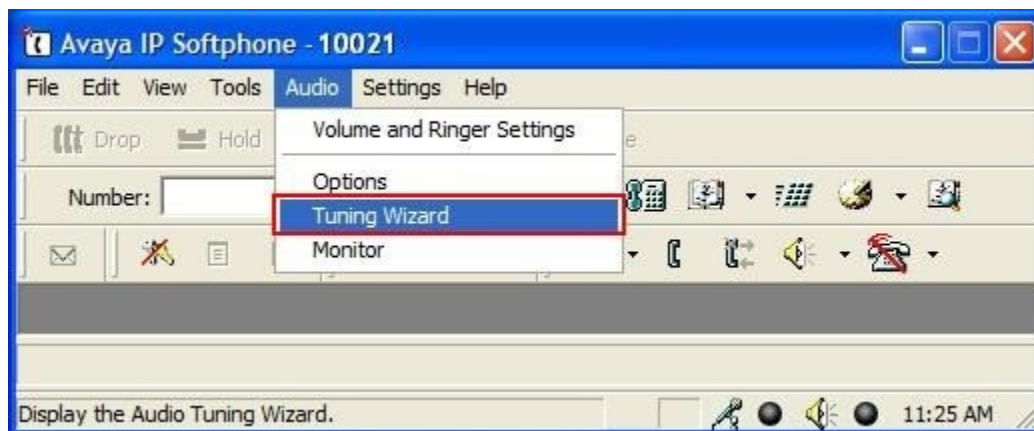 Avaya IP Softphone - 10021
File Edit View Tools Audio Settings Help
Drop Hold
Volume and Ringer Settings
Number:
Options
Tuning Wizard
Monitor
Display the Audio Tuning Wizard.
11:25 AM